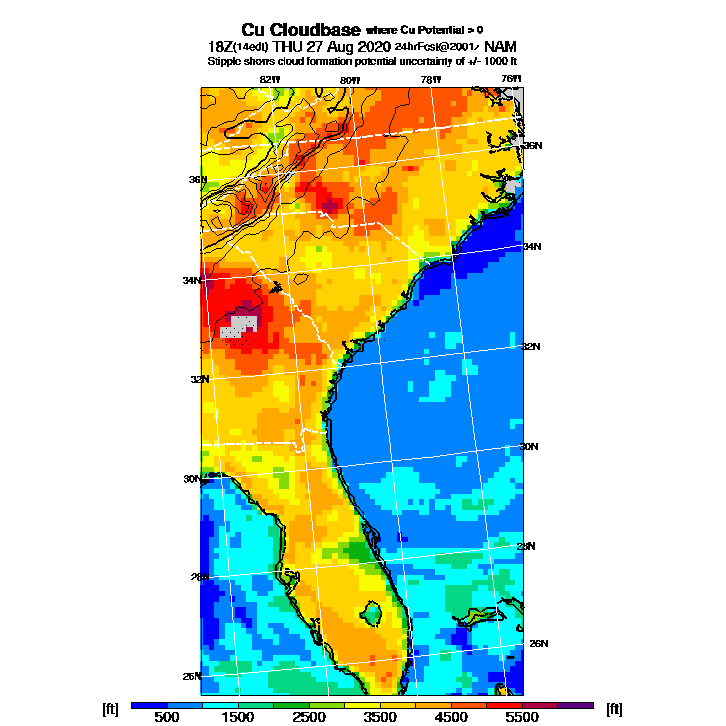 Cu Cloudbase where Cu Potential > 0
18Z(14edt) THU 27 Aug 2020 24hrFcst@2001z NAM
Stipple shows cloud formation potential uncertainty of +/- 1000 ft
82W 80W 78W 76W
36N
36N
34N
34N
32N
32N
30N
30N
28N
28N
26N
26N
[ft] 500 1500 2500 3500 4500 5500 [ft]